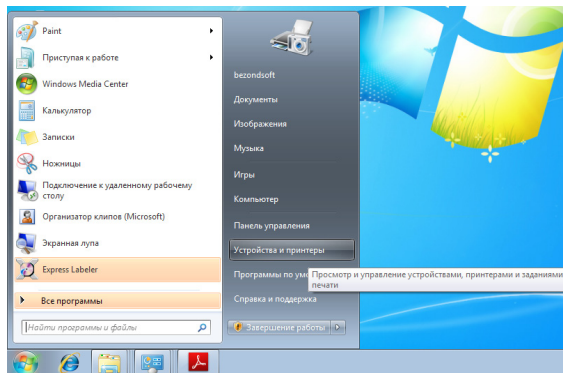 Paint
Приступая к работе
Windows Media Center
Калькулятор
Записки
Ножницы
Подключение к удаленному рабочему
столу
Организатор клипов (Microsoft)
Экранная лупа
Express Labeler
Все программы
Найти программы и файлы
bezondsoft
Документы
Изображения
Музыка
Игры
Компьютер
Панель управления
Устройства и принтеры
Программы по умо
Просмотр и управление устройствами, принтерами и заданиями
печати
Справка и поддержка
Завершение работы